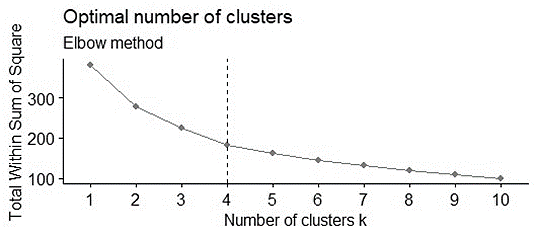 Optimal number of clusters
Elbow method
Total Within Sum of Square
300
200
100
1 2 3 4 5 6 7 8 9 10
Number of clusters k